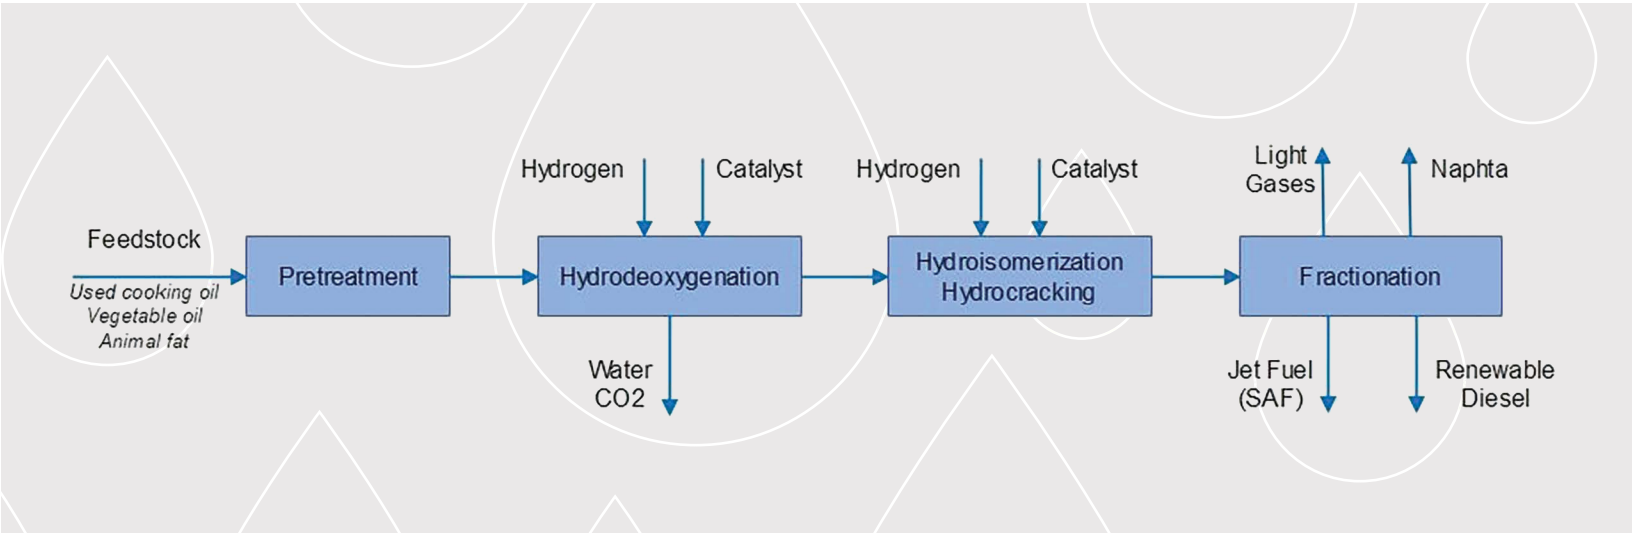 Feedstock
Used cooking oil
Vegetable oil
Animal fat
Pretreatment
Hydrogen
Catalyst
Hydrodeoxygenation
Water
CO2
Hydrogen
Catalyst
Hydroisomerization
Hydrocracking
Light
Gases
Naphta
Fractionation
Jet Fuel
(SAF)
Renewable
Diesel